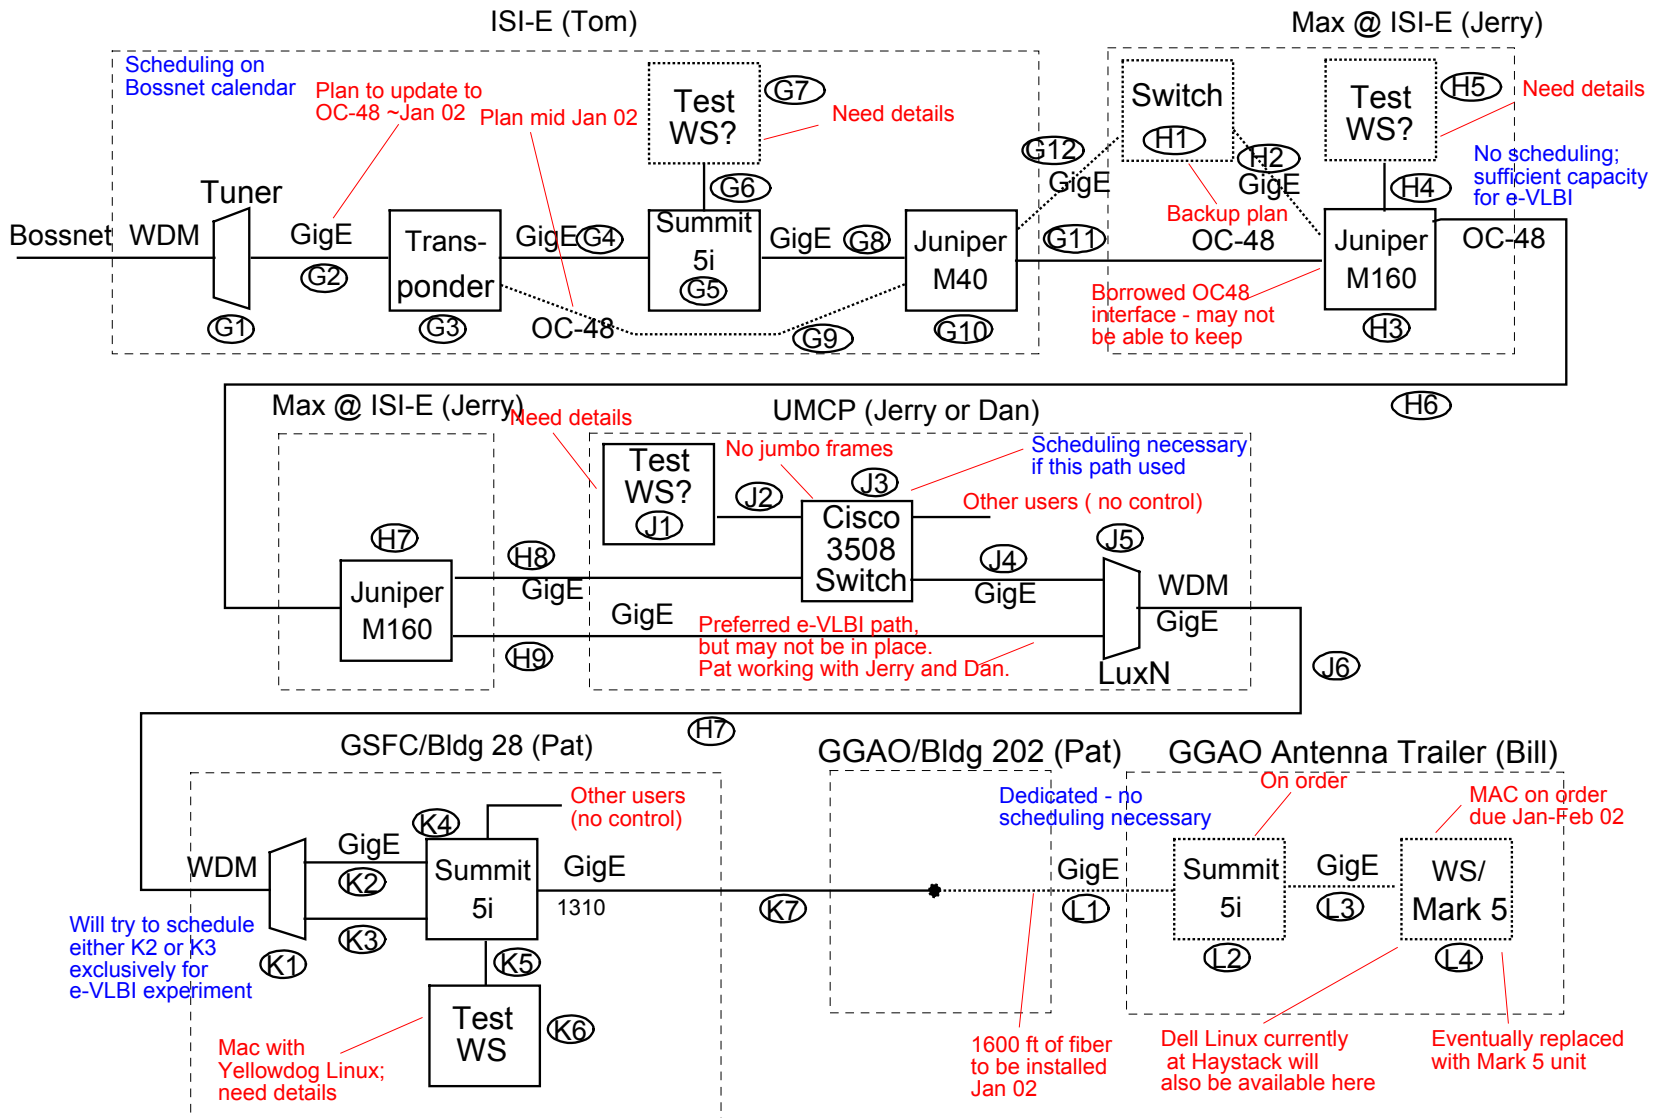 ISI-E (Tom)
Max @ ISI-E (Jerry)
Scheduling on
Bossnet calendar
Plan to update to
OC-48 ~Jan 02
Plan mid Jan 02
Test
WS?
G7
Need details
Switch
H1
Test
WS?
H5
Need details
G12
GigE
H2
GigE
No scheduling;
sufficient capacity
for e-VLBI
Tuner
G6
H4
Backup plan
Bossnet
WDM
GigE
G2
Trans-
ponder
GigE
G4
Summit
5i
G5
GigE
G8
Juniper
M40
G11
OC-48
Juniper
M160
OC-48
G1
G3
OC-48
G9
G10
Borrowed OC48
interface - may not
be able to keep
H3
H6
Max @ ISI-E (Jerry)
Need details
UMCP (Jerry or Dan)
Test
WS?
J1
No jumbo frames
J2
J3
Scheduling necessary
if this path used
Other users ( no control)
Cisco
3508
Switch
H7
H8
GigE
J4
GigE
J5
WDM
GigE
Juniper
M160
GigE
H9
Preferred e-VLBI path,
but may not be in place.
Pat working with Jerry and Dan.
LuxN
J6
H7
GSFC/Bldg 28 (Pat)
GGAO/Bldg 202 (Pat)
GGAO Antenna Trailer (Bill)
Other users
(no control)
Dedicated - no
scheduling necessary
On order
MAC on order
due Jan-Feb 02
K4
WDM
GigE
K2
K3
Summit
5i
GigE
1310
K7
GigE
L1
Summit
5i
GigE
L3
WS/
Mark 5
Will try to schedule
either K2 or K3
exclusively for
e-VLBI experiment
K1
K5
L2
L4
Test
WS
K6
Mac with
Yellowdog Linux;
need details
1600 ft of fiber
to be installed
Jan 02
Dell Linux currently
at Haystack will
also be available here
Eventually replaced
with Mark 5 unit